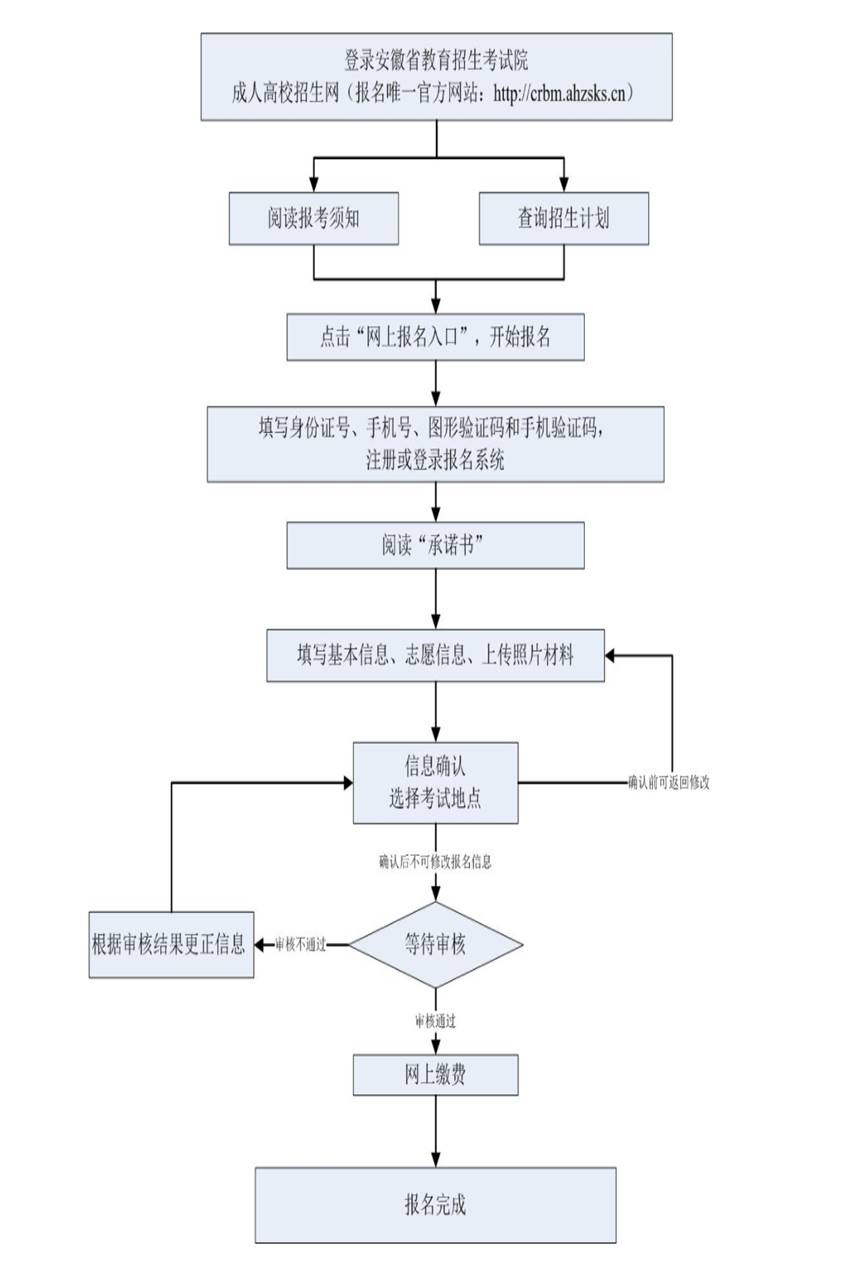 登录安徽省教育招生考试院
成人高校招生网（报名唯一官方网站：http://crbm.ahzsks.cn）
阅读报考须知
查询招生计划
点击“网上报名入口”，开始报名
填写身份证号、手机号、图形验证码和手机验证码，
注册或登录报名系统
阅读“承诺书”
填写基本信息、志愿信息、上传照片材料
信息确认
选择考试地点
确认前可返回修改
确认后不可修改报名信息
等待审核
审核不通过
根据审核结果更正信息
审核通过
网上缴费
报名完成